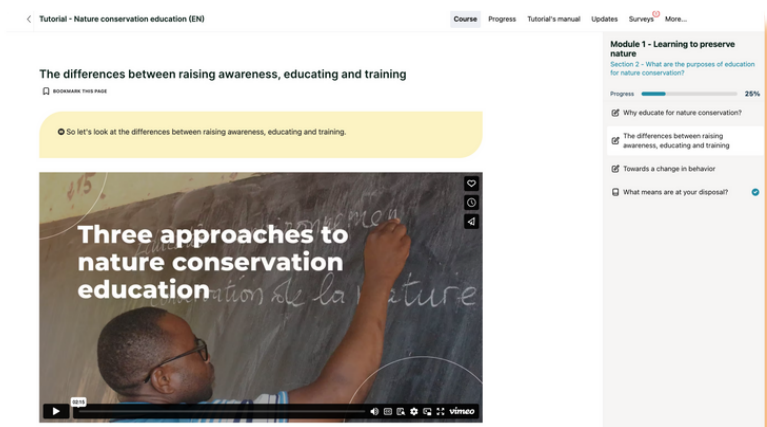 Tutorial - Nature conservation education (EN)
Course Progress Tutorial's manual Updates Surveys More...
The differences between raising awareness, educating and training
BOOKMARK THIS PAGE
So let's look at the differences between raising awareness, educating and training.
Three approaches to
nature conservation
education
02:15
vimeo
Module 1 - Learning to preserve
nature
Section 2 - What are the purposes of education
for nature conservation?
Progress 25%
Why educate for nature conservation?
The differences between raising
awareness, educating and training
Towards a change in behavior
What means are at your disposal?